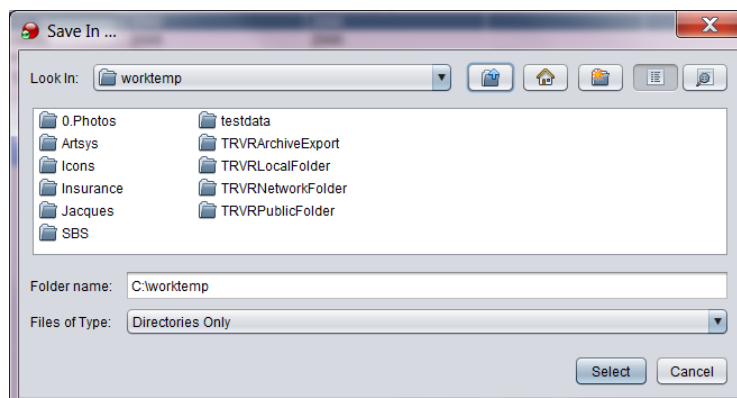 Save In ...
Look In: worktemp
0.Photos
Artsys
Icons
Insurance
Jacques
SBS
testdata
TRVRArchiveExport
TRVRLocalFolder
TRVRNetworkFolder
TRVRPublicFolder
Folder name: C:\worktemp
Files of Type: Directories Only
Select Cancel